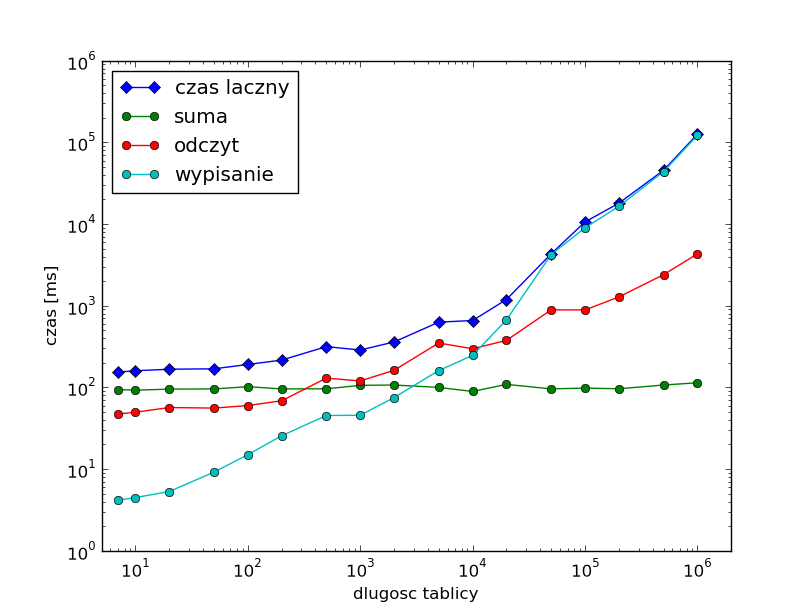 10^6
czas laczny
suma
odczyt
wypisanie
10^5
10^4
10^3
10^2
10^1
10^0
czas [ms]
10^1 10^2 10^3 10^4 10^5 10^6
dlugosc tablicy